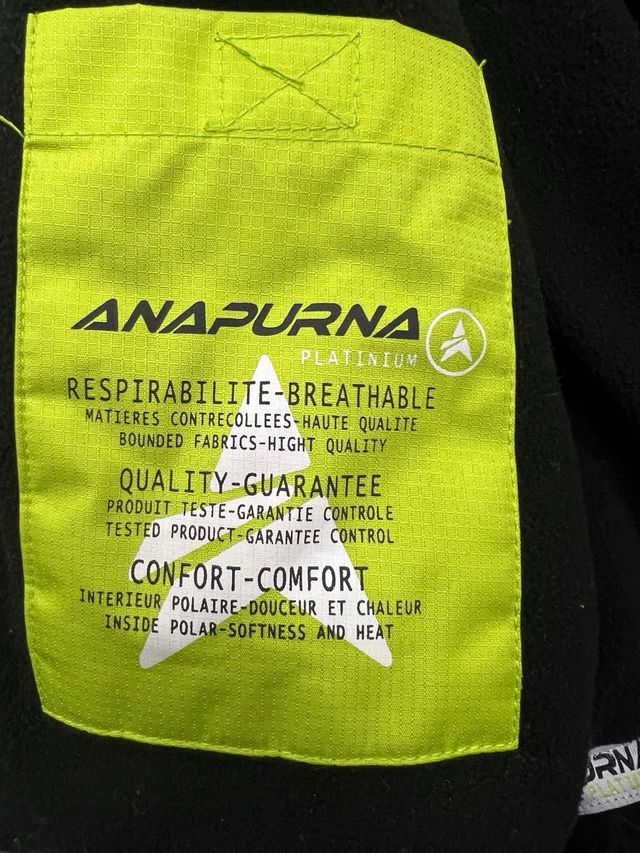 ANAPURNA
PLATINIUM
RESPIRABILITE-BREATHABLE
MATIERES CONTRECOLLEES-HAUTE QUALITE
BOUNDED FABRICS-HIGHT QUALITY
QUALITY-GUARANTEE
PRODUIT TESTE-GARANTIE CONTROLE
TESTED PRODUCT-GARANTEE CONTROL
CONFORT-COMFORT
INTERIEUR POLAIRE-DOUCEUR ET CHALEUR
INSIDE POLAR-SOFTNESS AND HEAT